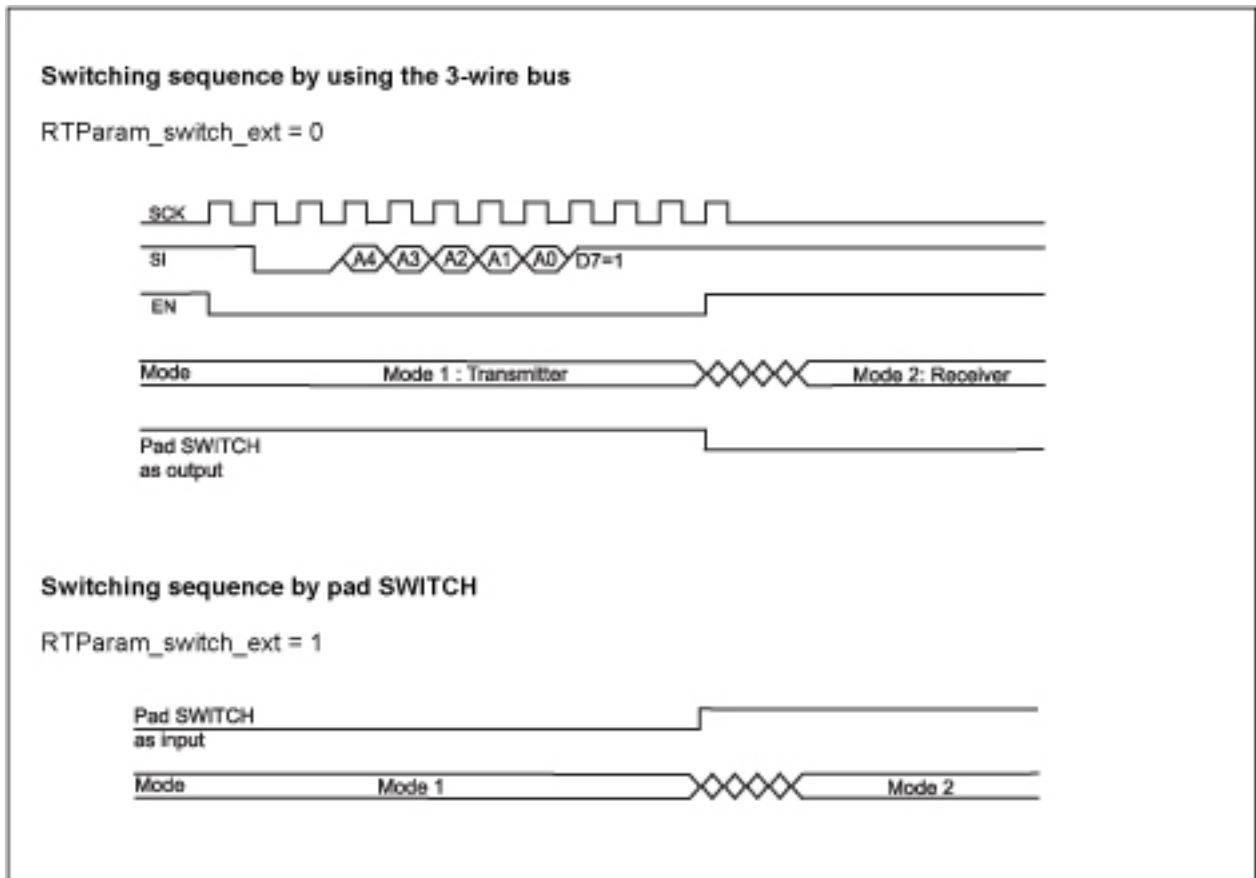 Switching sequence by using the 3-wire bus
RTParam_switch_ext = 0
SCK
SI
A4 A3 A2 A1 A0 D7=1
EN
Mode Mode 1 : Transmitter Mode 2: Receiver
Pad SWITCH
as output
Switching sequence by pad SWITCH
RTParam_switch_ext = 1
Pad SWITCH
as input
Mode Mode 1 Mode 2